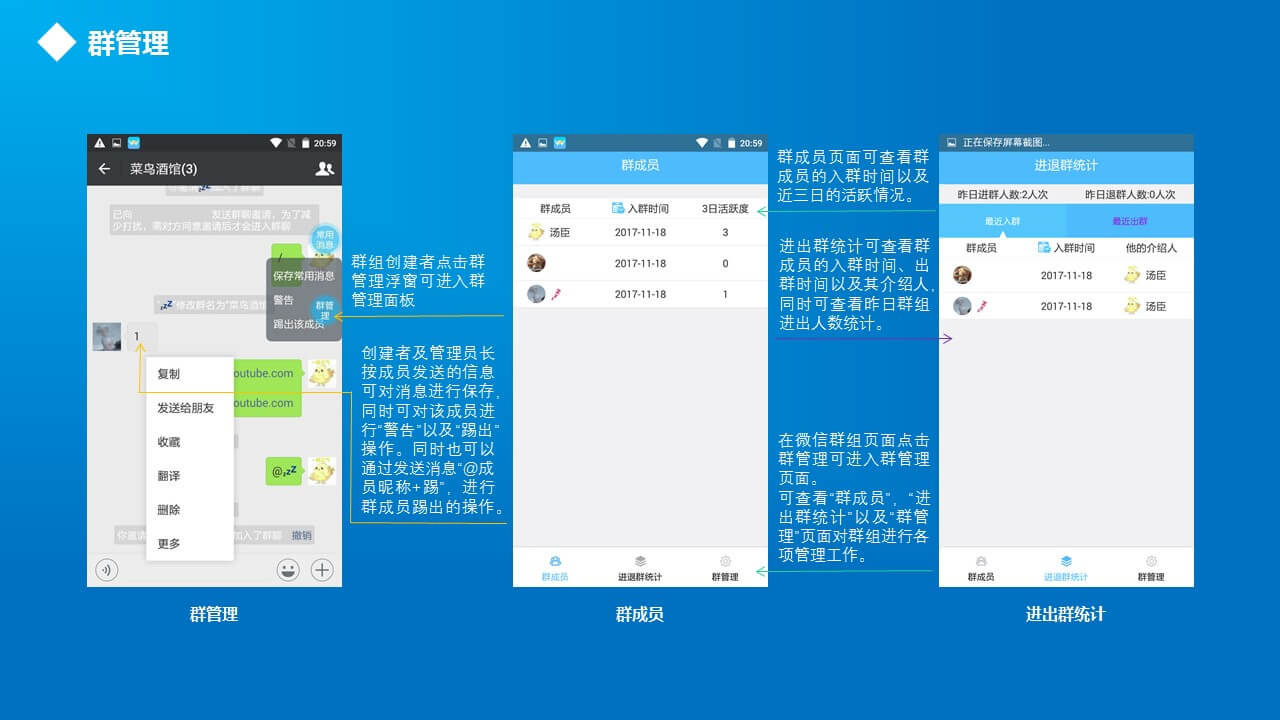 群管理
20:59
菜鸟酒馆(3)
已向 发送群聊邀请，为了减
少打扰，需对方同意邀请后才会进入群聊
常用
消息
/
保存常用消息
警告
踢出该成员
群管
理
修改群名为"菜鸟酒馆
1
复制
发送给朋友
收藏
翻译
删除
更多
outube.com
outube.com
@
你邀请
加入了群聊 撤销
群管理
群组创建者点击群
管理浮窗可进入群
管理面板
创建者及管理员长
按成员发送的信息
可对消息进行保存，
同时可对该成员进
行“警告”以及“踢出”
操作。同时也可以
通过发送消息“@成
员昵称+踢”，进行
群成员踢出的操作。
20:59
群成员
群成员 入群时间 3日活跃度
汤臣 2017-11-18 3
2017-11-18 0
2017-11-18 1
群成员 进退群统计 群管理
群成员
群成员页面可查看群
成员的入群时间以及
近三日的活跃情况。
进出群统计可查看群
成员的入群时间、出
群时间以及其介绍人，
同时可查看昨日群组
进出人数统计。
在微信群组页面点击
群管理可进入群管理
页面。
可查看“群成员”，“进
出群统计”以及“群管
理”页面对群组进行各
项管理工作。
正在保存屏幕截图...
进退群统计
昨日进群人数:2人次 昨日退群人数:0人次
最近入群 最近出群
群成员 入群时间 他的介绍人
2017-11-18 汤臣
2017-11-18 汤臣
群成员 进退群统计 群管理
进出群统计